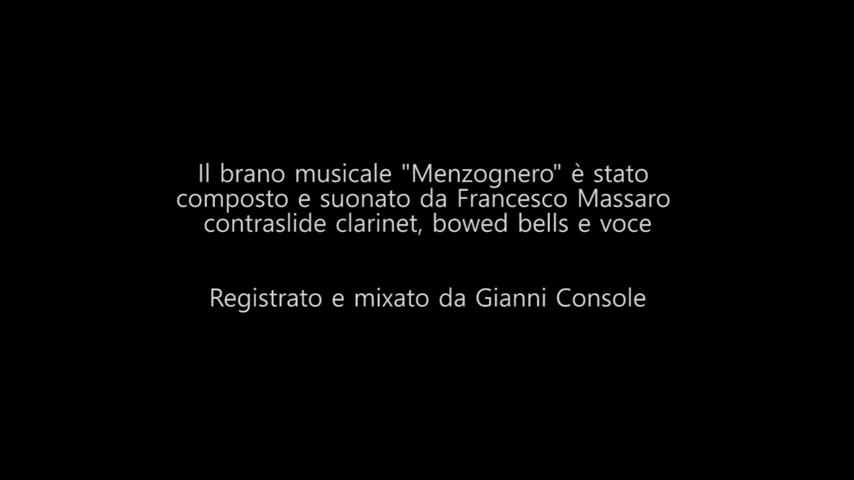 Il brano musicale "Menzognero" è stato
composto e suonato da Francesco Massaro
contraslide clarinet, bowed bells e voce
Registrato e mixato da Gianni Console